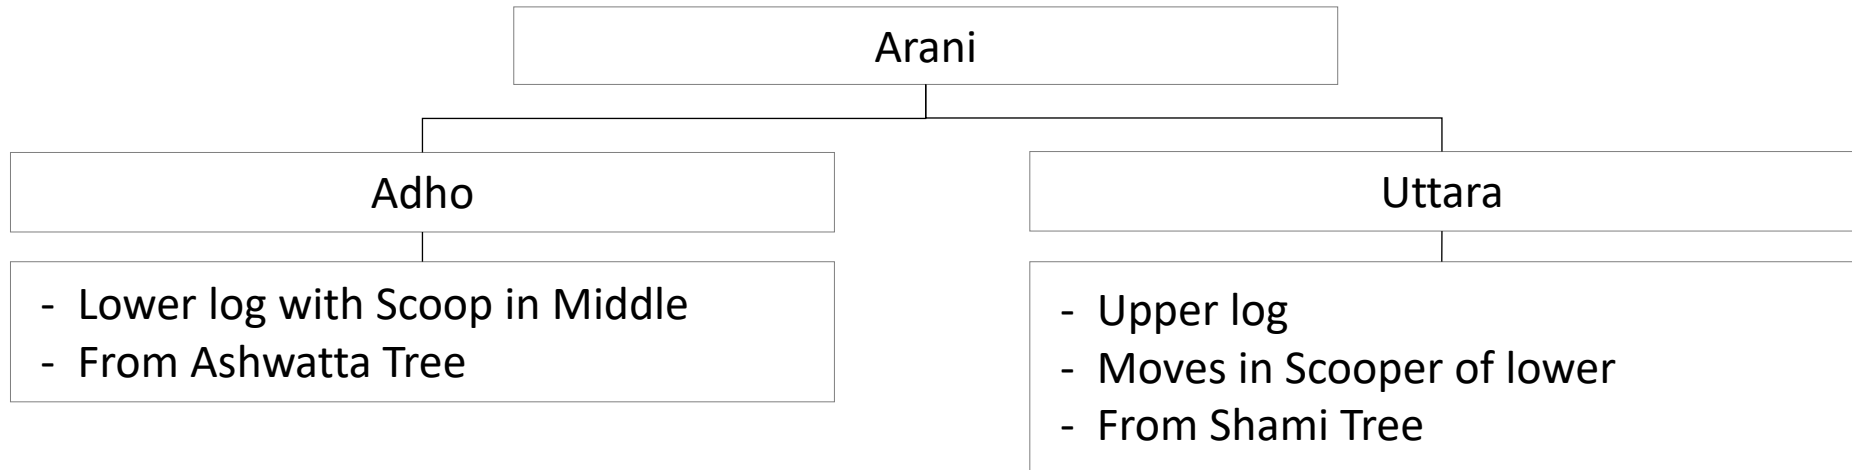 Arani
Adho
Uttara
- Lower log with Scoop in Middle
- From Ashwatta Tree
- Upper log
- Moves in Scooper of lower
- From Shami Tree